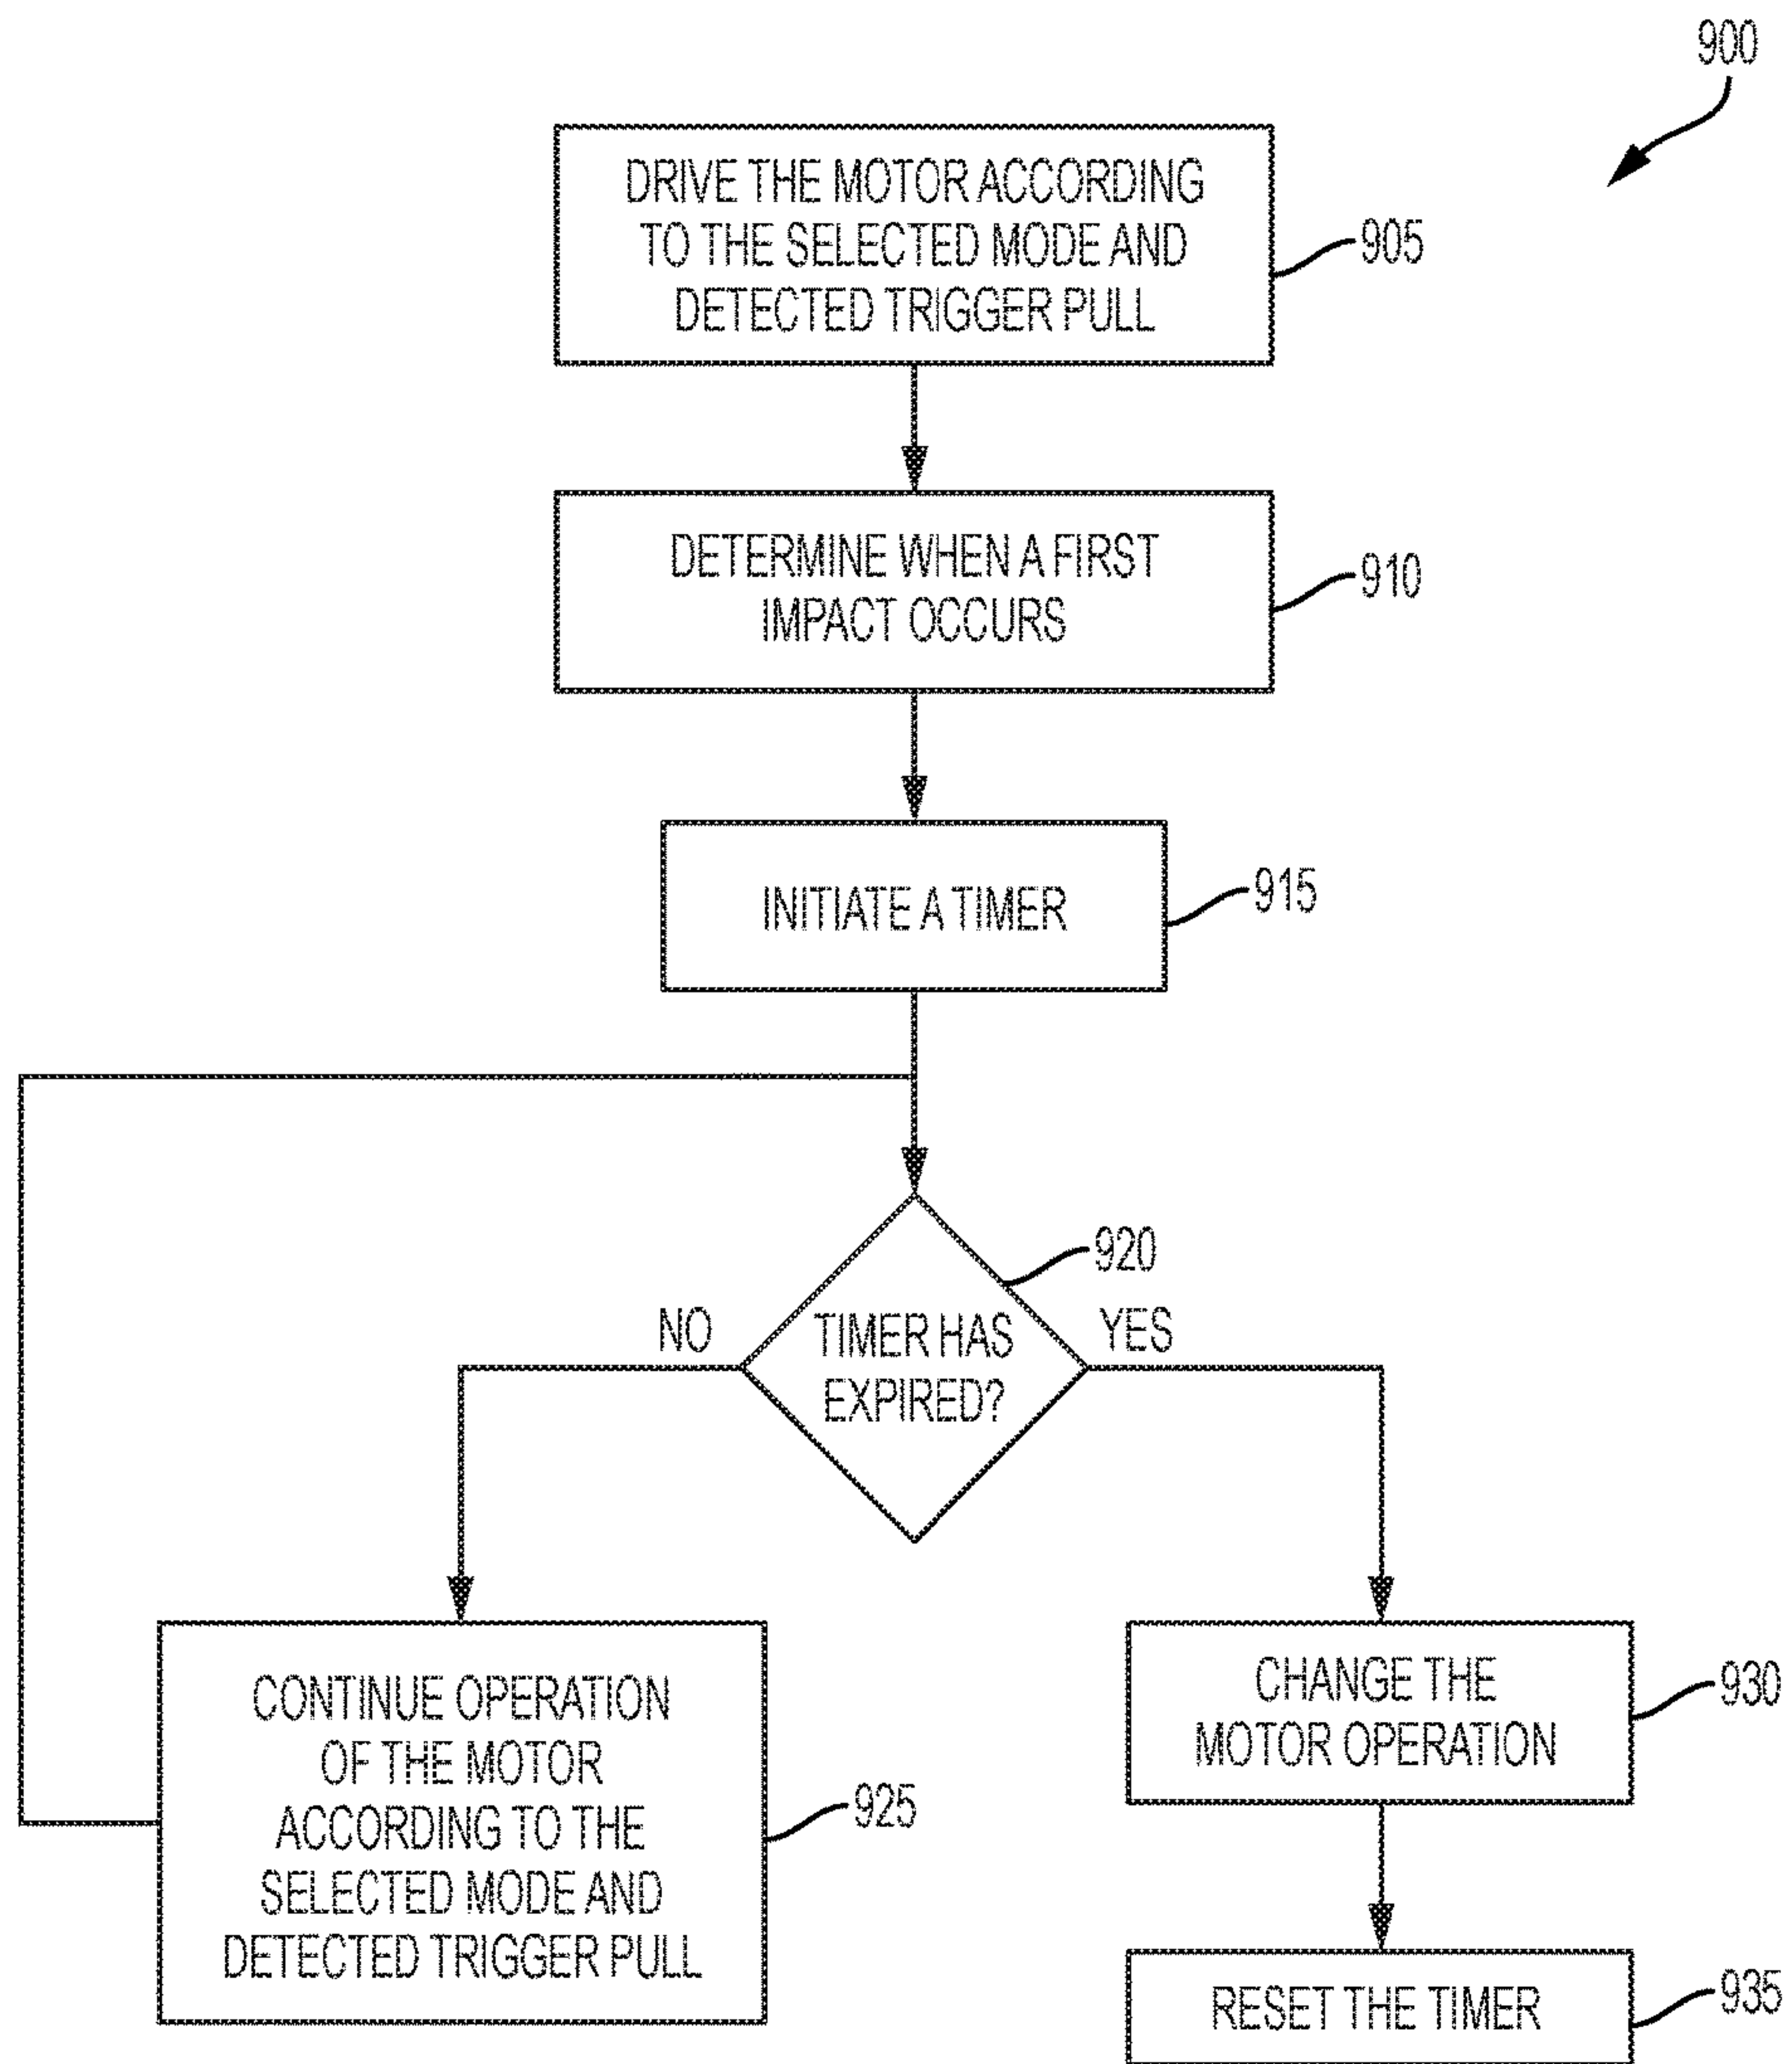 900
DRIVE THE MOTOR ACCORDING
TO THE SELECTED MODE AND
DETECTED TRIGGER PULL
905
DETERMINE WHEN A FIRST
IMPACT OCCURS
910
INITIATE A TIMER
915
920
NO
TIMER HAS
EXPIRED?
YES
CONTINUE OPERATION
OF THE MOTOR
ACCORDING TO THE
SELECTED MODE AND
DETECTED TRIGGER PULL
925
CHANGE THE
MOTOR OPERATION
930
RESET THE TIMER
935